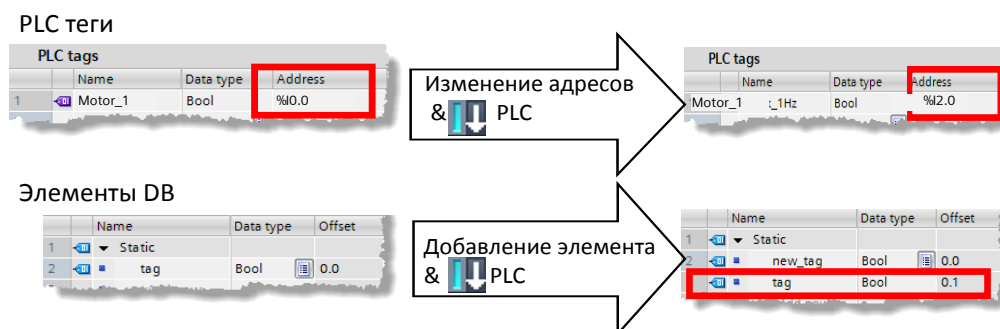 PLC теги
PLC tags
Name Data type Address
1 Motor_1 Bool %I0.0
Изменение адресов
& PLC
PLC tags
Name Data type Address
Motor_1 :_1Hz Bool %I2.0
Элементы DB
Name Data type Offset
1 Static
2 tag Bool 0.0
Добавление элемента
& PLC
Name Data type Offset
1 Static
2 new_tag Bool 0.0
tag Bool 0.1